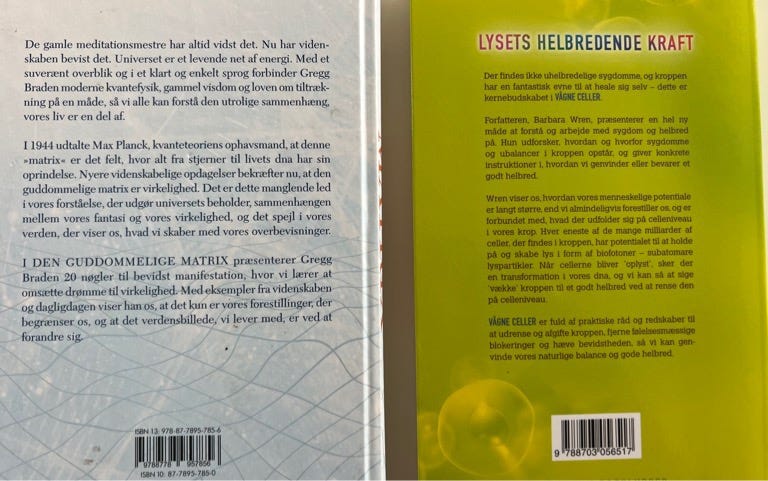 De gamle meditationsmestre har altid vidst det. Nu har viden-
skaben bevist det. Universet er et levende net af energi. Med et
suverænt overblik og i et klart og enkelt sprog forbinder Gregg
Braden moderne kvantefysik, gammel visdom og loven om tiltræk-
ning på en måde, så vi alle kan forstå den utrolige sammenhæng,
vores liv er en del af.
I 1944 udtalte Max Planck, kvanteteoriens ophavsmand, at denne
»matrix« er det felt, hvor alt fra stjerner til livets dna har sin
oprindelse. Nyere videnskabelige opdagelser bekræfter nu, at den
guddommelige matrix er virkelighed. Det er dette manglende led
i vores forståelse, der udgør universets beholder, sammenhængen
mellem vores fantasi og vores virkelighed, og det spejl i vores
verden, der viser os, hvad vi skaber med vores overbevisninger.
I DEN GUDDOMMELIGE MATRIX præsenterer Gregg
Braden 20 nøgler til bevidst manifestation, hvor vi lærer at
omsætte drømme til virkelighed. Med eksempler fra videnskaben
og dagligdagen viser han os, at det kun er vores forestillinger, der
begrænser os, og at det verdensbillede, vi lever med, er ved at
forandre sig.
ISBN 13: 978-87-7895-785-6
9 788778 957856
ISBN 10: 87-7895-785-0
LYSETS HELBREDENDE KRAFT
Der findes ikke uhelbredelige sygdomme, og kroppen
har en fantastisk evne til at heale sig selv – dette er
kernebudskabet i VÅGNE CELLER.
Forfatteren, Barbara Wren, præsenterer en hel ny
måde at forstå og arbejde med sygdom og helbred
på. Hun udforsker, hvordan og hvorfor sygdomme
og ubalancer i kroppen opstår, og giver konkrete
instruktioner i, hvordan vi genvinder eller bevarer et
godt helbred.
Wren viser os, hvordan vores menneskelige potentiale
er langt større, end vi almindeligvis forestiller os, og er
forbundet med, hvad der udfolder sig på celleniveau
i vores krop. Hver eneste af de mange milliarder af
celler, der findes i kroppen, har potentialet til at holde
på og skabe lys i form af biofotoner – subatomare
lyspartikler. Når cellerne bliver 'oplyst', sker der
en transformation i vores dna, og vi kan så at sige
'vække' kroppen til et godt helbred ved at rense den
på celleniveau.
VÅGNE CELLER er fuld af praktiske råd og redskaber til
at udrense og afgifte kroppen, fjerne følelsesmæssige
blokeringer og hæve bevidstheden, så vi kan gen-
vinde vores naturlige balance og gode helbred.
9 788703 056517